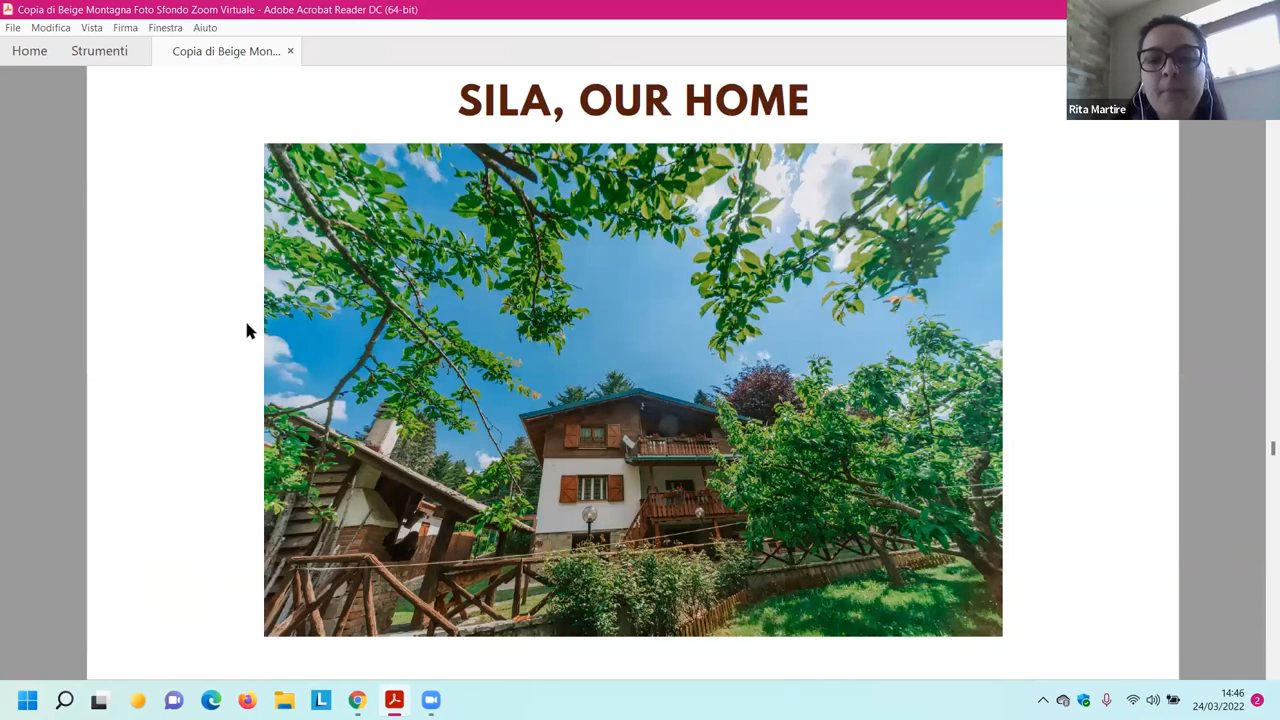 Copia di Beige Montagna Foto Sfondo Zoom Virtuale - Adobe Acrobat Reader DC (64-bit)
File Modifica Vista Firma Finestra Aiuto
Home Strumenti Copia di Beige Mon... ×
SILA, OUR HOME
Rita Martire
L
14:46
24/03/2022
2